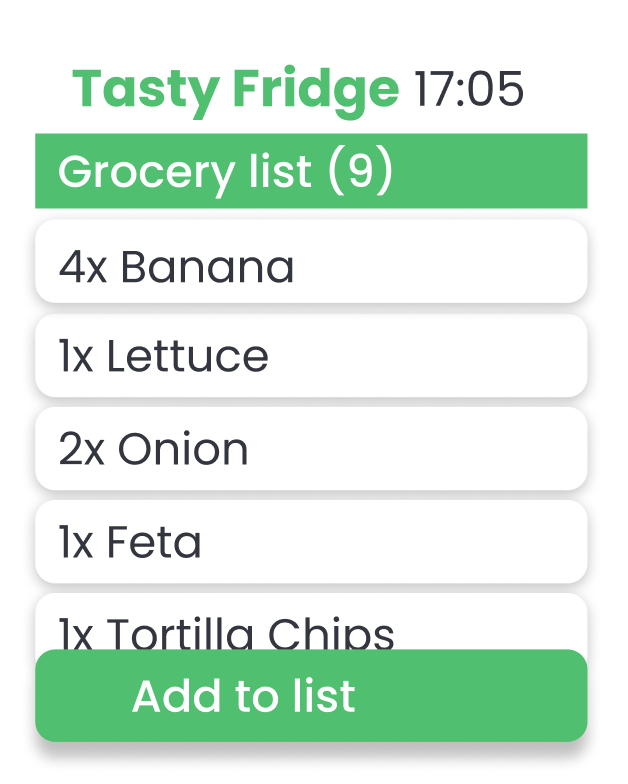 Tasty Fridge 17:05
Grocery list (9)
4x Banana
1x Lettuce
2x Onion
1x Feta
1x Tortilla Chips
Add to list